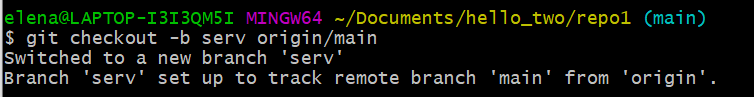 elena@LAPTOP-I3I3QM5I MINGW64 ~/Documents/hello_two/repo1 (main)
$ git checkout -b serv origin/main
Switched to a new branch 'serv'
Branch 'serv' set up to track remote branch 'main' from 'origin'.